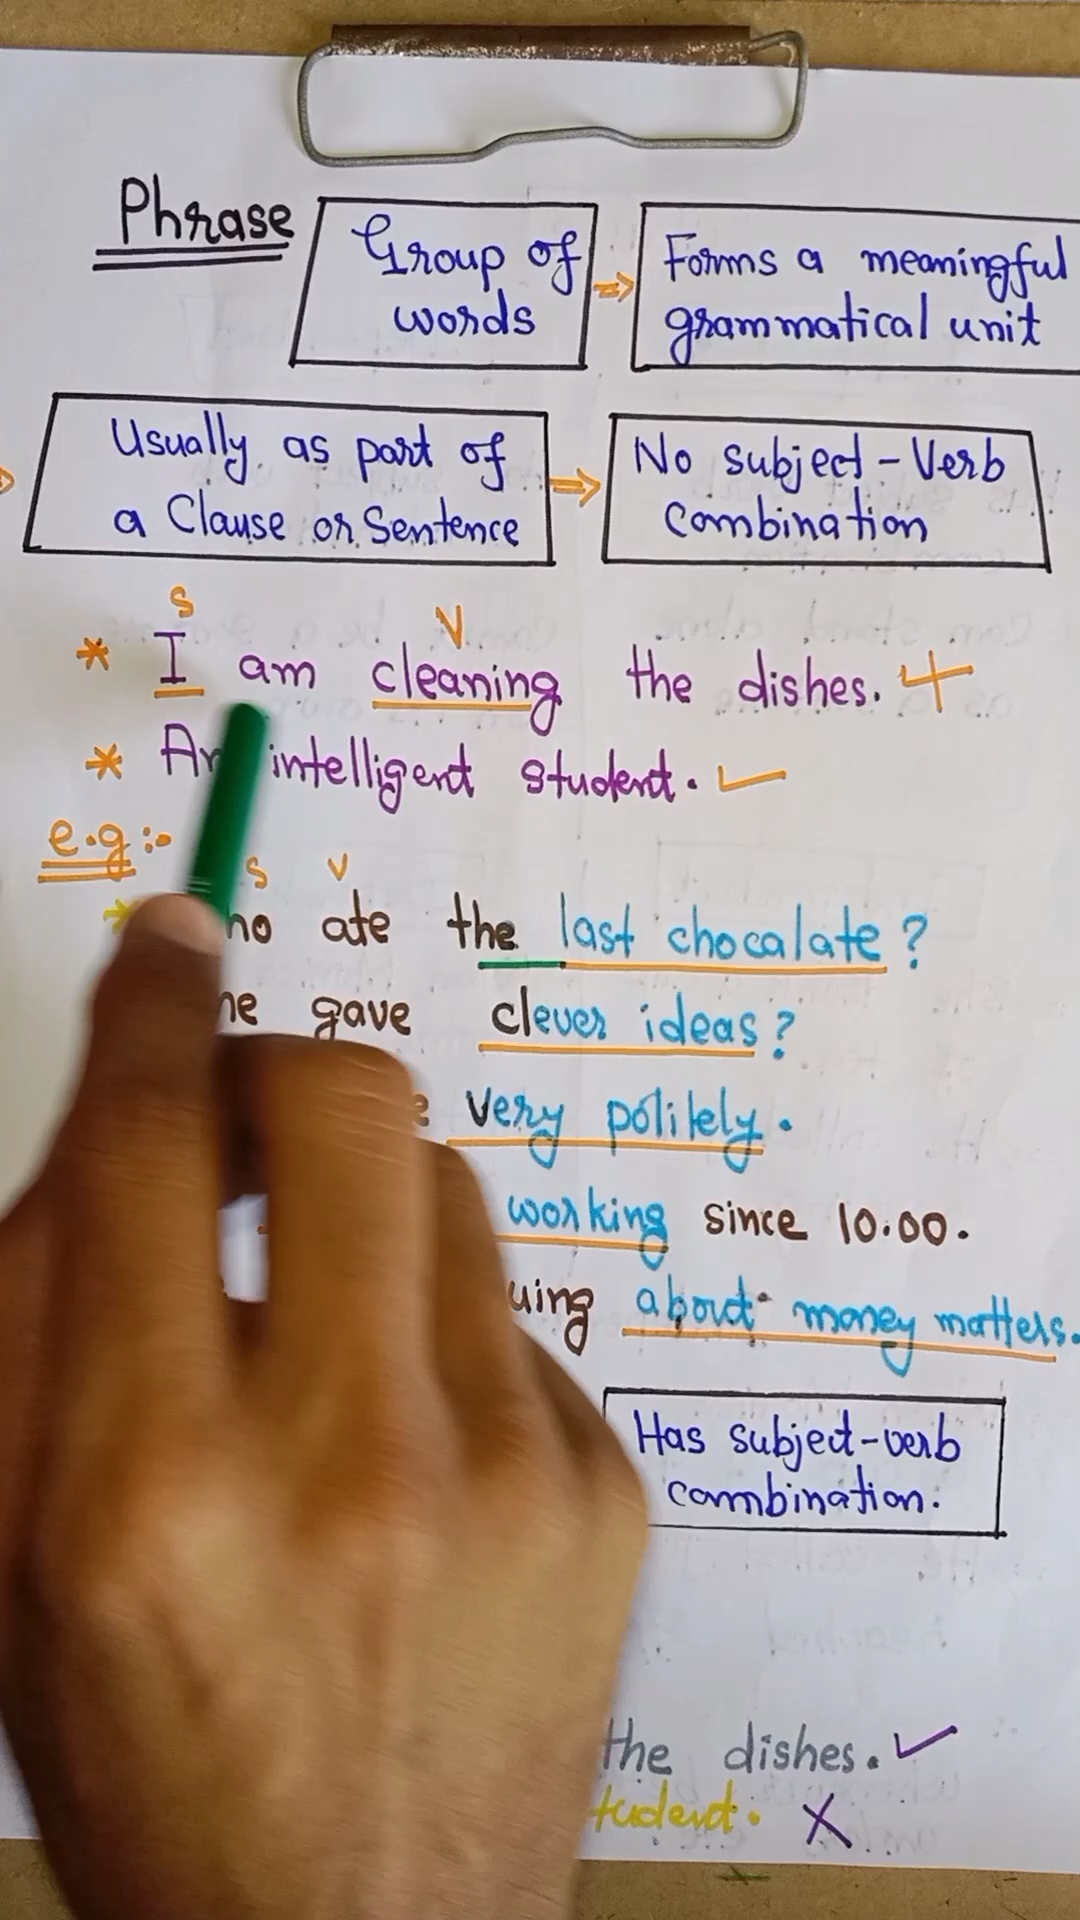 Phrase
Group of
words
Forms a meaningful
grammatical unit
Usually as part of
a Clause or Sentence
No subject-Verb
Combination
S V
* I am cleaning the dishes.
* An intelligent student.
e.g:-
S V
ate the last chocalate?
gave clever ideas?
very politely.
working since 10.00.
about money matters.
Has subject-verb
combination.
the dishes.